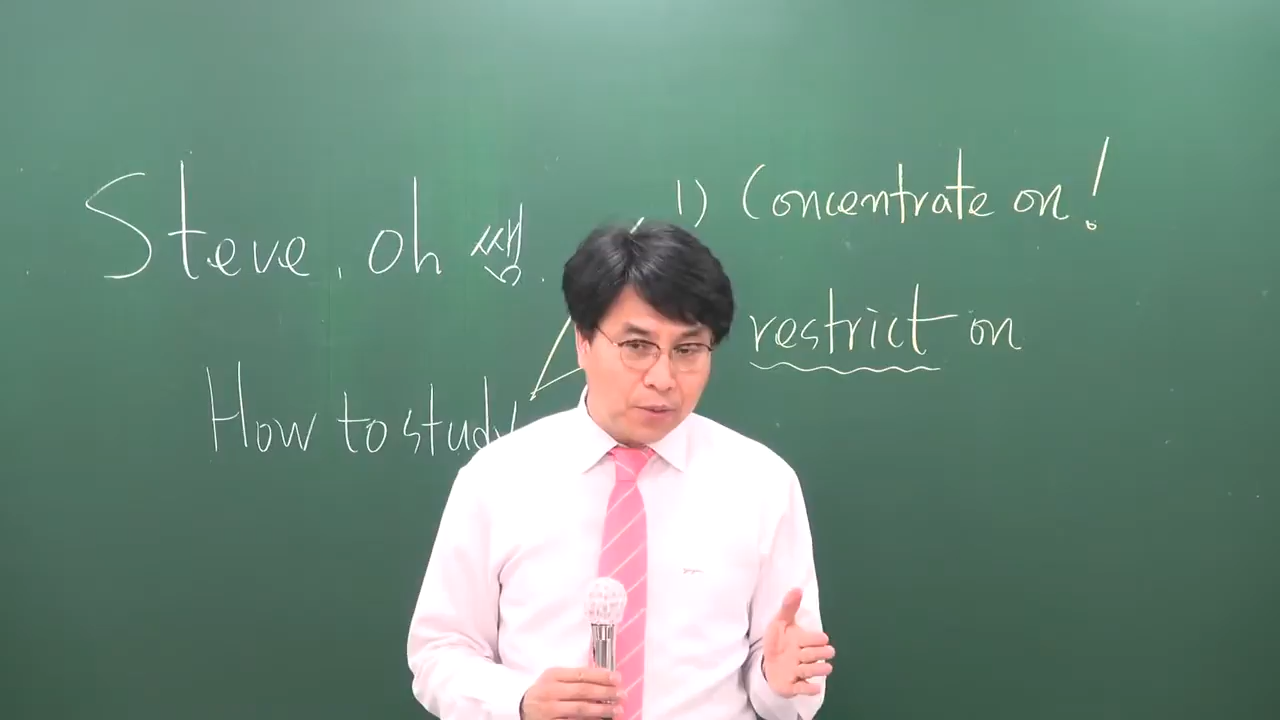 Steve. oh 쌤.
How to study
1) Concentrate on!
restrict on